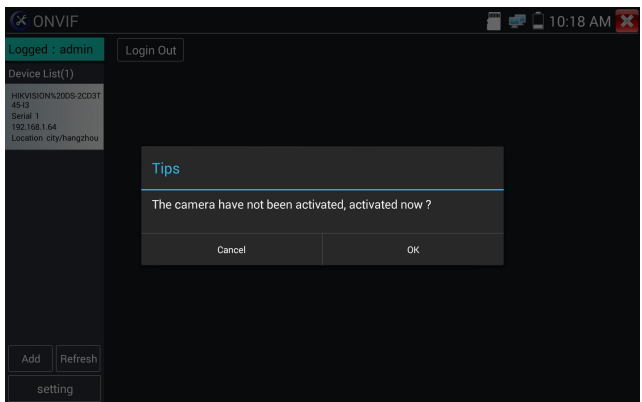 ONVIF
10:18 AM
Logged : admin
Login Out
Device List(1)
HIKVISION%20DS-2CD3T
45-I3
Serial 1
192.168.1.64
Location city/hangzhou
Tips
The camera have not been activated, activated now ?
Cancel
OK
Add
Refresh
setting